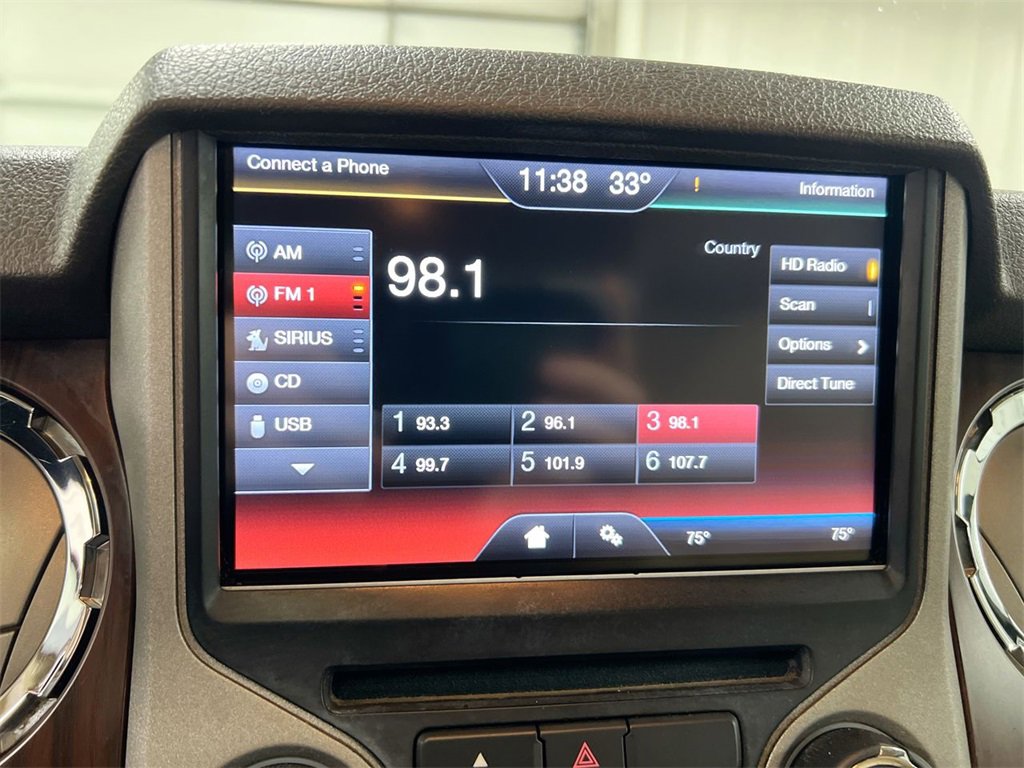 Connect a Phone
11:38 33°
!
Information
AM
FM 1
SIRIUS
CD
USB
98.1
Country
HD Radio
Scan
Options
Direct Tune
1 93.3
2 96.1
3 98.1
4 99.7
5 101.9
6 107.7
75°
75°